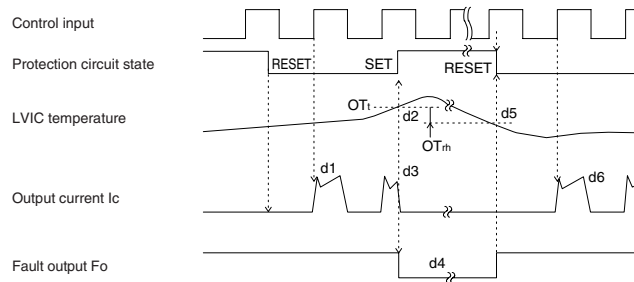 Control input
Protection circuit state
RESET
SET
RESET
LVIC temperature
OTt
d2
d5
OTrh
Output current Ic
d1
d3
d6
Fault output Fo
d4